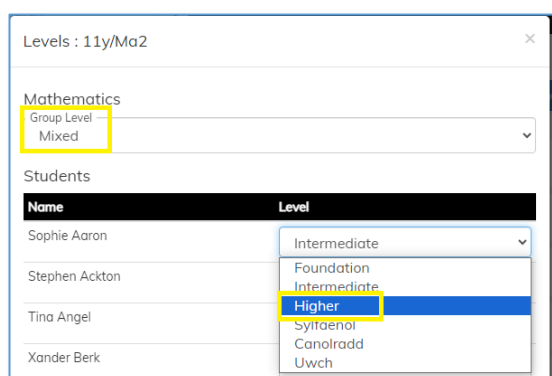 Levels : 11y/Ma2 ×
Mathematics
Group Level
Mixed
Students
Name Level
Sophie Aaron Intermediate
Stephen Ackton Foundation
Intermediate
Higher
Tina Angel Sylfaenol
Canolradd
Xander Berk Uwch